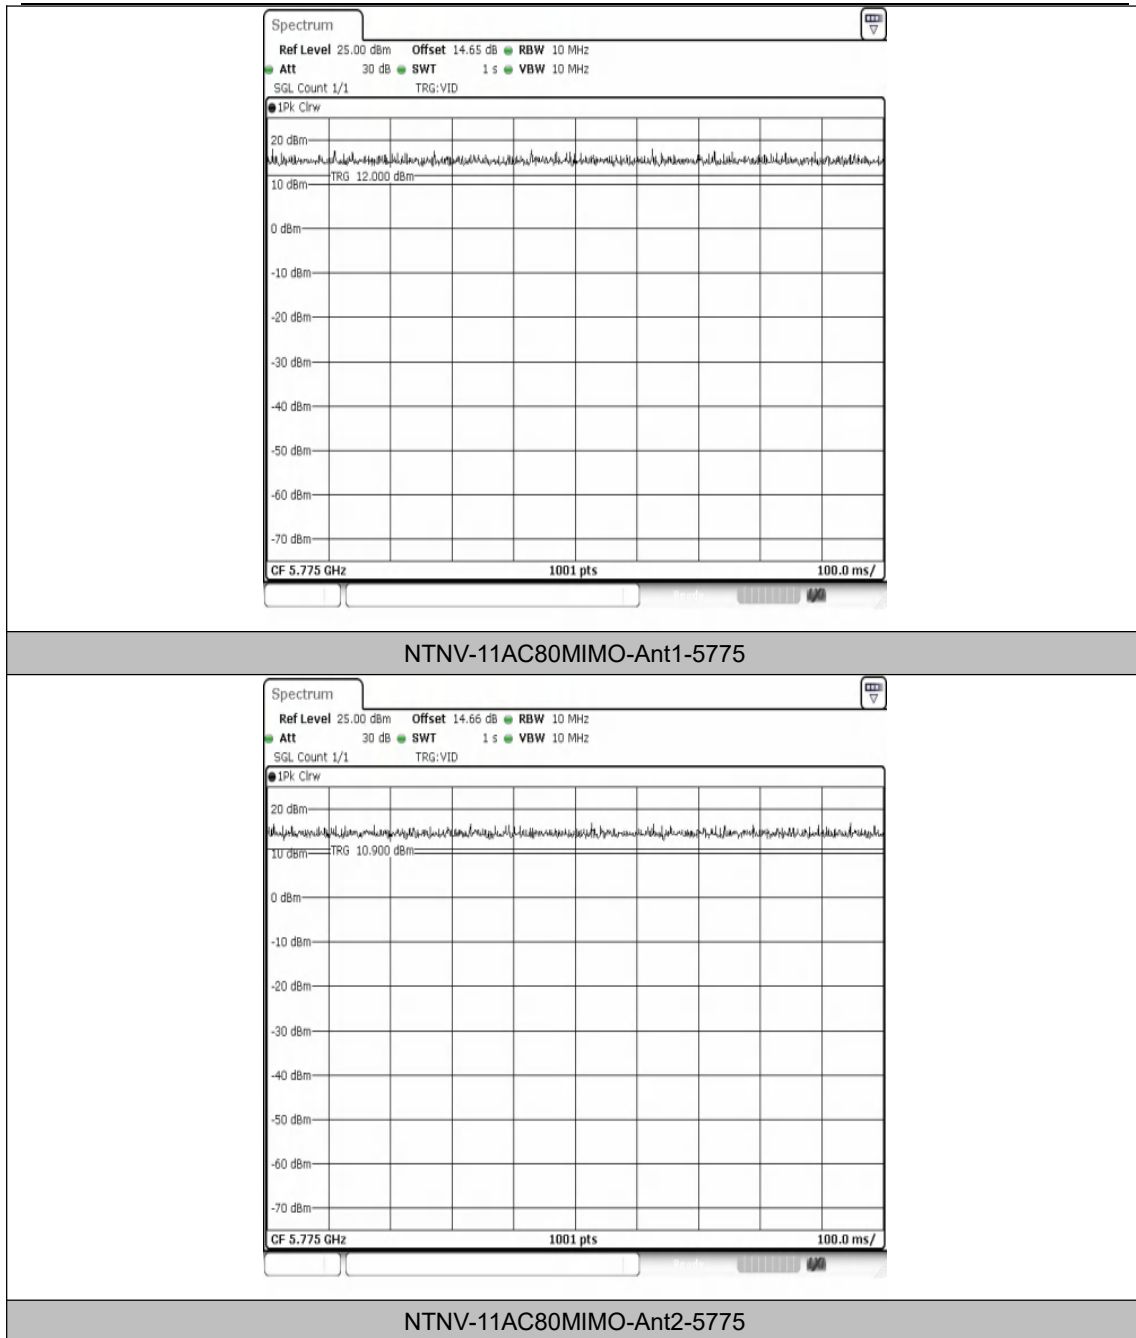 Spectrum
Ref Level 25.00 dBm Offset 14.65 dB RBW 10 MHz
Att 30 dB SWT 1 s VBW 10 MHz
SGL Count 1/1 TRG:VID
1Pk Clrw
20 dBm
TRG 12.000 dBm
10 dBm
0 dBm
-10 dBm
-20 dBm
-30 dBm
-40 dBm
-50 dBm
-60 dBm
-70 dBm
CF 5.775 GHz 1001 pts 100.0 ms/
Ready
NTNV-11AC80MIMO-Ant1-5775
Spectrum
Ref Level 25.00 dBm Offset 14.66 dB RBW 10 MHz
Att 30 dB SWT 1 s VBW 10 MHz
SGL Count 1/1 TRG:VID
1Pk Clrw
20 dBm
10 dBm TRG 10.900 dBm
0 dBm
-10 dBm
-20 dBm
-30 dBm
-40 dBm
-50 dBm
-60 dBm
-70 dBm
CF 5.775 GHz 1001 pts 100.0 ms/
Ready
NTNV-11AC80MIMO-Ant2-5775